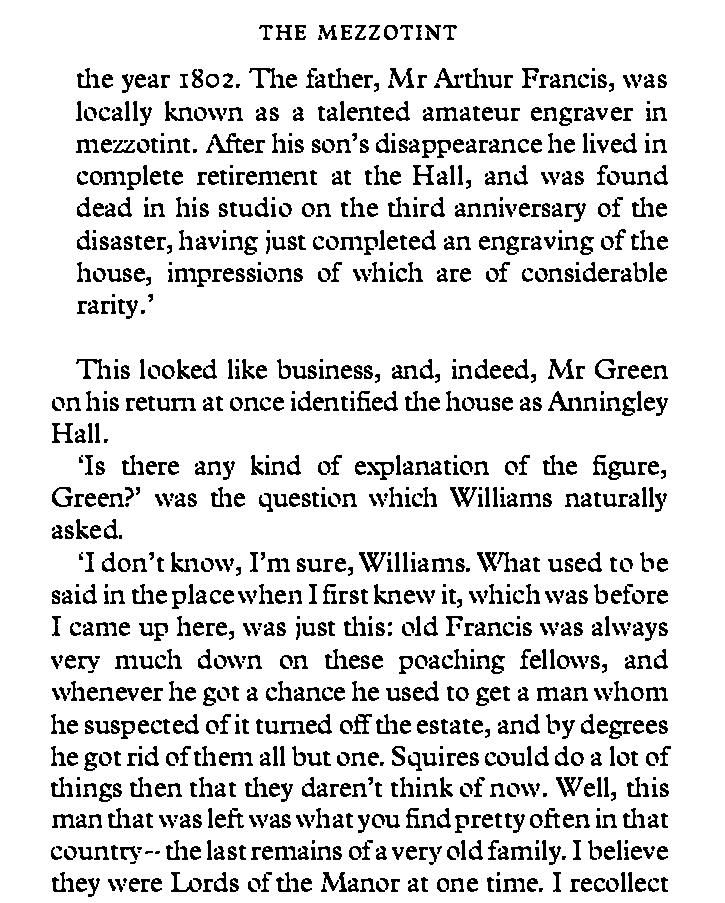 THE MEZZOTINT
the year 1802. The father, Mr Arthur Francis, was
locally known as a talented amateur engraver in
mezzotint. After his son's disappearance he lived in
complete retirement at the Hall, and was found
dead in his studio on the third anniversary of the
disaster, having just completed an engraving of the
house, impressions of which are of considerable
rarity.'
This looked like business, and, indeed, Mr Green
on his return at once identified the house as Anningley
Hall.
'Is there any kind of explanation of the figure,
Green?' was the question which Williams naturally
asked.
'I don't know, I'm sure, Williams. What used to be
said in the place when I first knew it, which was before
I came up here, was just this: old Francis was always
very much down on these poaching fellows, and
whenever he got a chance he used to get a man whom
he suspected of it turned off the estate, and by degrees
he got rid of them all but one. Squires could do a lot of
things then that they daren't think of now. Well, this
man that was left was what you find pretty often in that
country-- the last remains of a very old family. I believe
they were Lords of the Manor at one time. I recollect